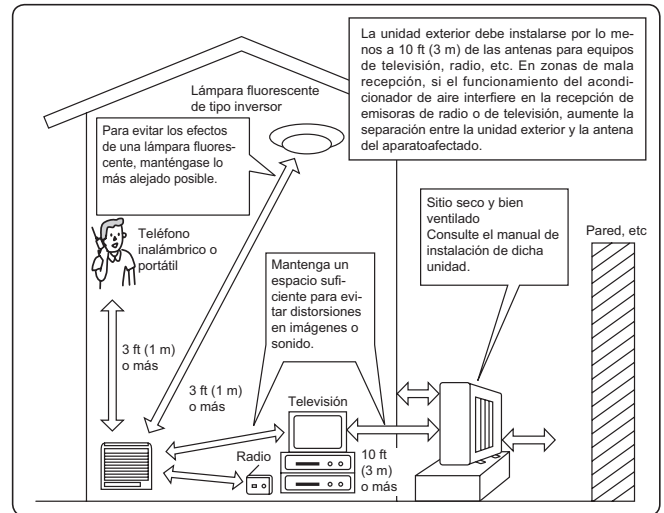 La unidad exterior debe instalarse por lo me-
nos a 10 ft (3 m) de las antenas para equipos
de televisión, radio, etc. En zonas de mala
recepción, si el funcionamiento del acondi-
cionador de aire interfiere en la recepción de
emisoras de radio o de televisión, aumente la
separación entre la unidad exterior y la antena
del aparatoafectado.
Lámpara fluorescente
de tipo inversor
Para evitar los efectos
de una lámpara fluores-
cente, manténgase lo
más alejado posible.
Teléfono
inalámbrico o
portátil
Mantenga un
espacio sufi-
ciente para evi-
tar distorsiones
en imágenes o
sonido.
Sitio seco y bien
ventilado
Consulte el manual de
instalación de dicha
unidad.
Pared, etc
3 ft (1 m)
o más
3 ft (1 m)
o más
Televisión
Radio
10 ft
(3 m)
o más